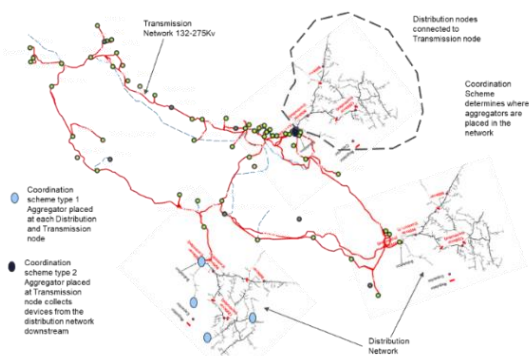 Transmission
Network 132-275Kv
Distribution nodes
connected to
Transmission node
Coordination
Scheme
determines where
aggregators are
placed in the
network
Coordination
scheme type 1
Aggregator placed
at each Distribution
and Transmission
node
Coordination
scheme type 2
Aggregator placed
at Transmission
node collects
devices from the
distribution network
downstream
Distribution
Network